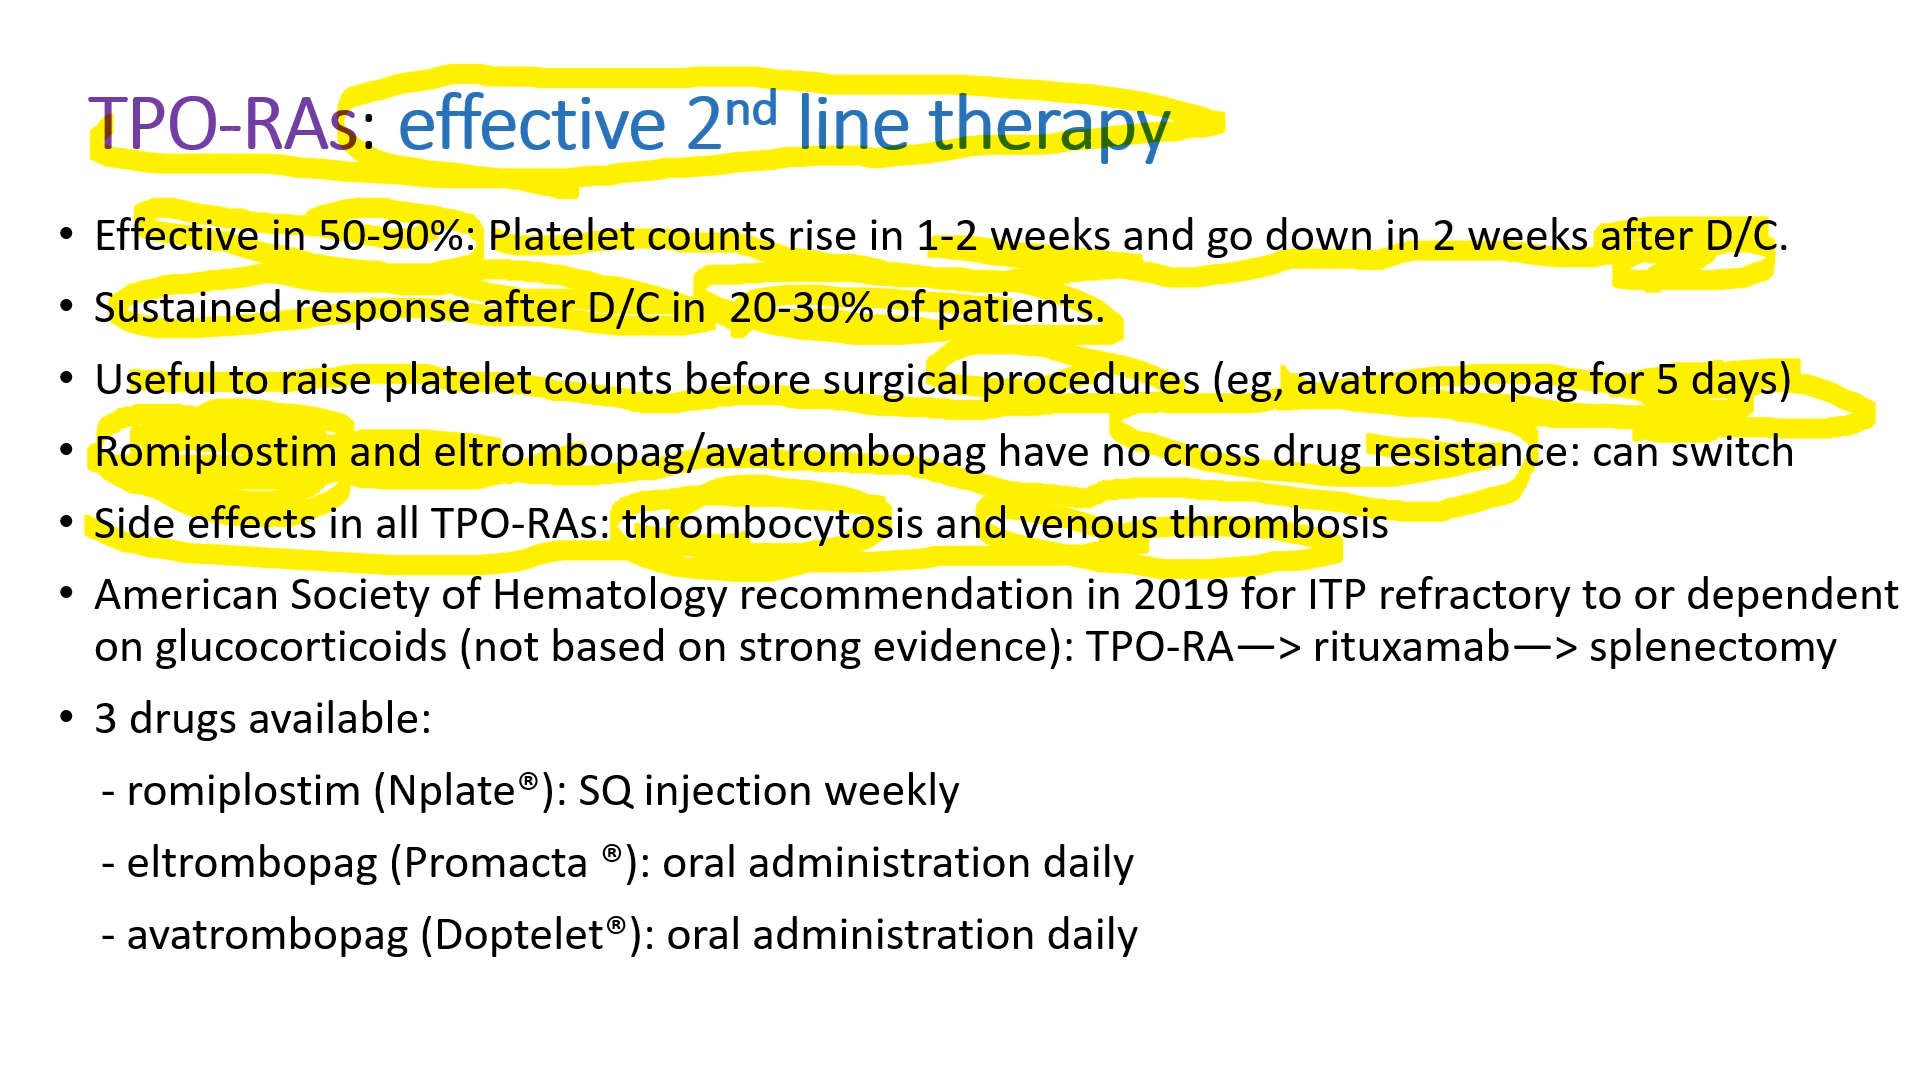 TPO-RAs: effective 2nd line therapy
• Effective in 50-90%: Platelet counts rise in 1-2 weeks and go down in 2 weeks after D/C.
• Sustained response after D/C in 20-30% of patients.
• Useful to raise platelet counts before surgical procedures (eg, avatrombopag for 5 days)
• Romiplostim and eltrombopag/avatrombopag have no cross drug resistance: can switch
• Side effects in all TPO-RAs: thrombocytosis and venous thrombosis
• American Society of Hematology recommendation in 2019 for ITP refractory to or dependent
on glucocorticoids (not based on strong evidence): TPO-RA—> rituxamab—> splenectomy
• 3 drugs available:
- romiplostim (Nplate®): SQ injection weekly
- eltrombopag (Promacta ®): oral administration daily
- avatrombopag (Doptelet®): oral administration daily